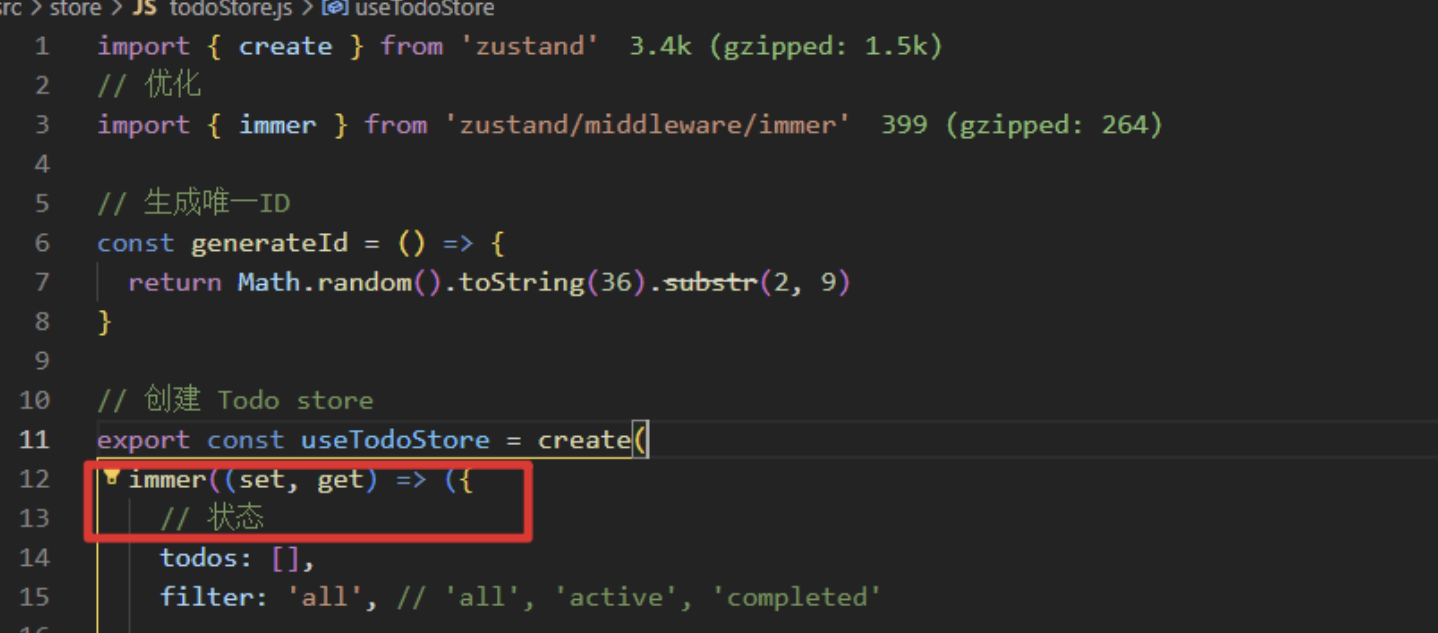 src > store > JS todoStore.js > useTodoStore
1 import { create } from 'zustand' 3.4k (gzipped: 1.5k)
2 // 优化
3 import { immer } from 'zustand/middleware/immer' 399 (gzipped: 264)
4
5 // 生成唯一ID
6 const generateId = () => {
7 return Math.random().toString(36).substr(2, 9)
8 }
9
10 // 创建 Todo store
11 export const useTodoStore = create(
12 immer((set, get) => ({
13 // 状态
14 todos: [],
15 filter: 'all', // 'all', 'active', 'completed'
16